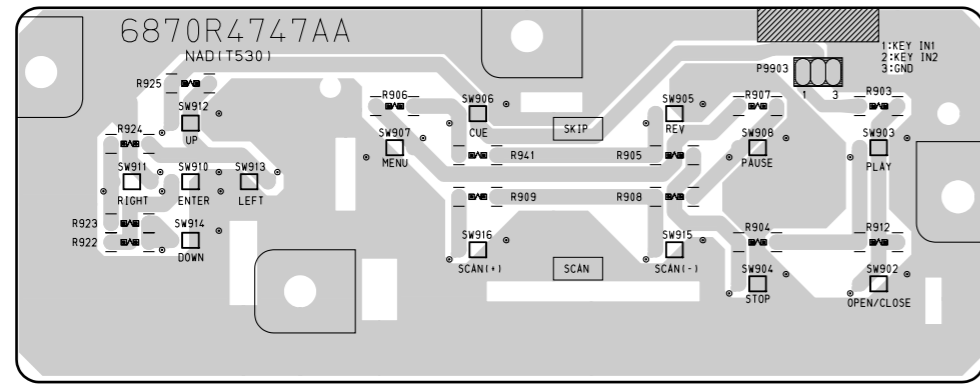 6870R4747AA
NAD(T530)
1:KEY IN1
2:KEY IN2
3:GND
P9903
1 3
R925
SW912
UP
R924
SW911
RIGHT
SW910
ENTER
SW913
LEFT
R923
R922
SW914
DOWN
R906
SW906
CUE
SW907
MENU
SKIP
SW905
REV
R907
SW908
PAUSE
R903
SW903
PLAY
R941
R905
R909
R908
R904
R912
SW916
SCAN(+)
SCAN
SW915
SCAN(-)
SW904
STOP
SW902
OPEN/CLOSE